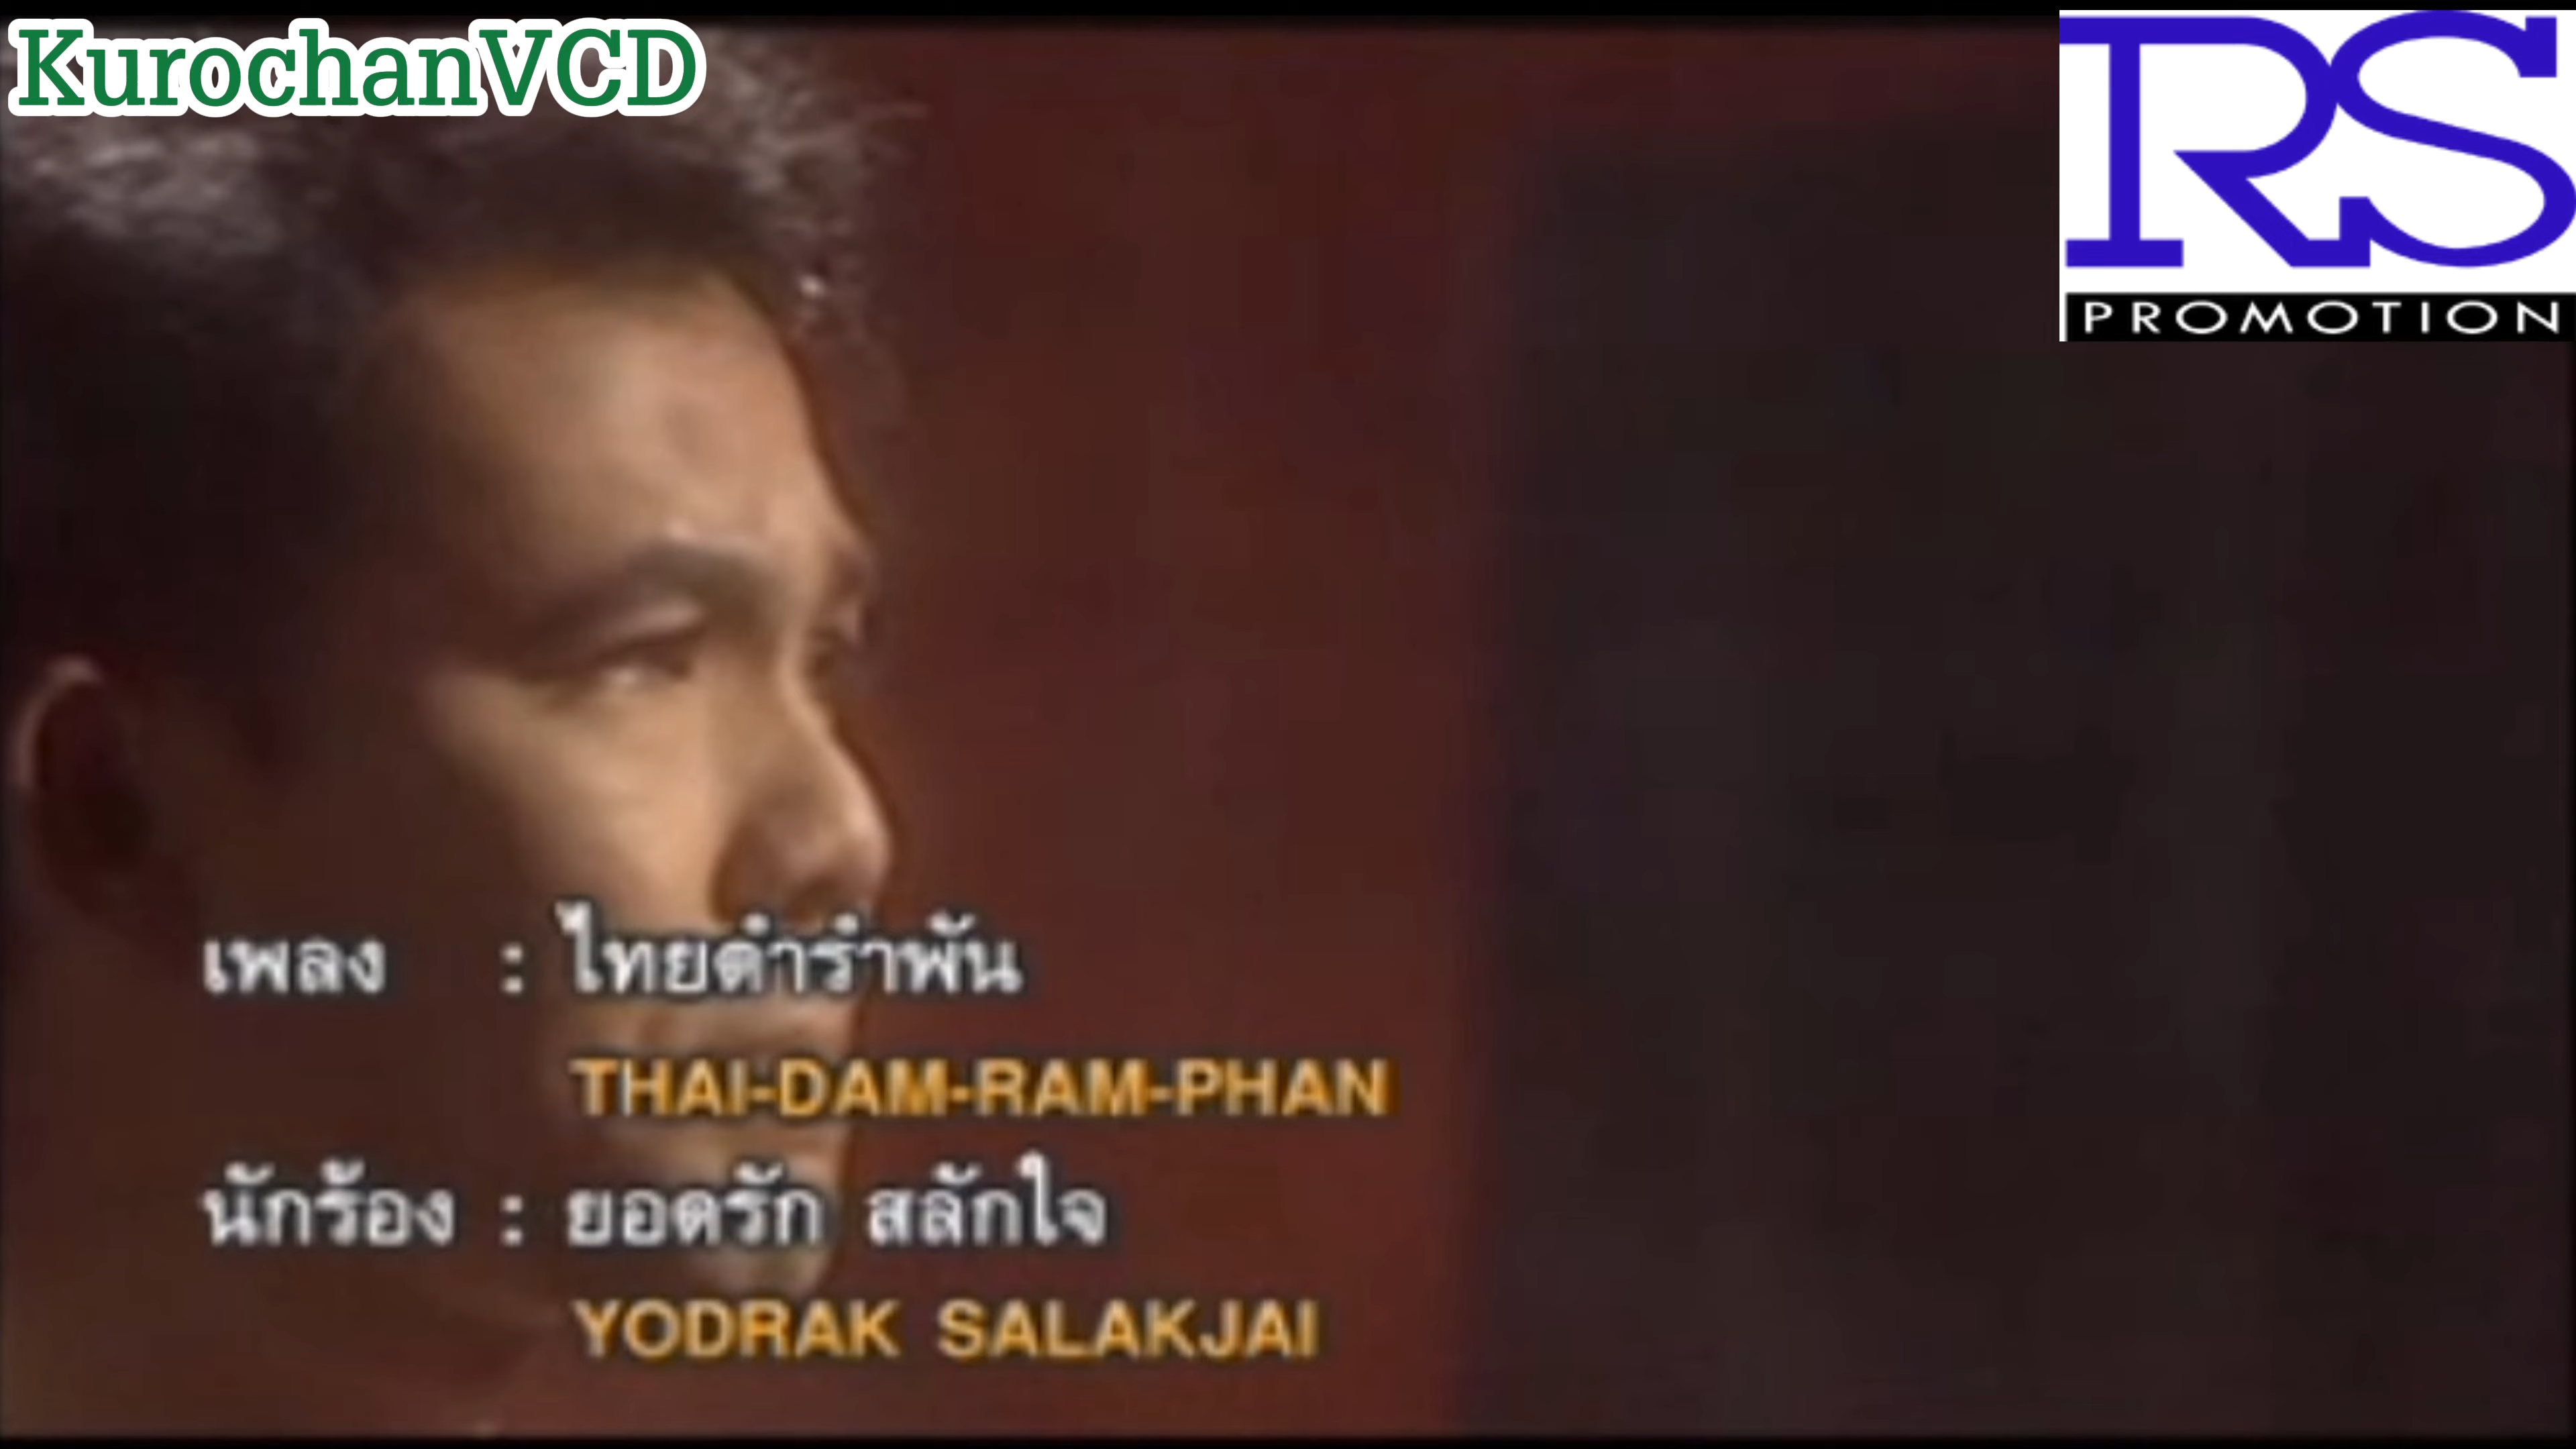 KurochanVCD
RS
PROMOTION
เพลง : ไทยดำรำพัน
THAI-DAM-RAM-PHAN
นักร้อง : ยอดรัก สลักใจ
YODRAK SALAKJAI